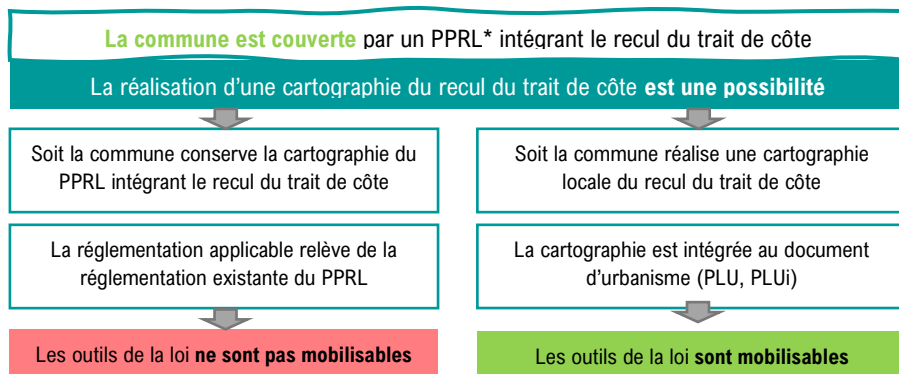 La commune est couverte par un PPRL* intégrant le recul du trait de côte
La réalisation d'une cartographie du recul du trait de côte est une possibilité
Soit la commune conserve la cartographie du
PPRL intégrant le recul du trait de côte
La réglementation applicable relève de la
réglementation existante du PPRL
Les outils de la loi ne sont pas mobilisables
Soit la commune réalise une cartographie
locale du recul du trait de côte
La cartographie est intégrée au document
d'urbanisme (PLU, PLUi)
Les outils de la loi sont mobilisables